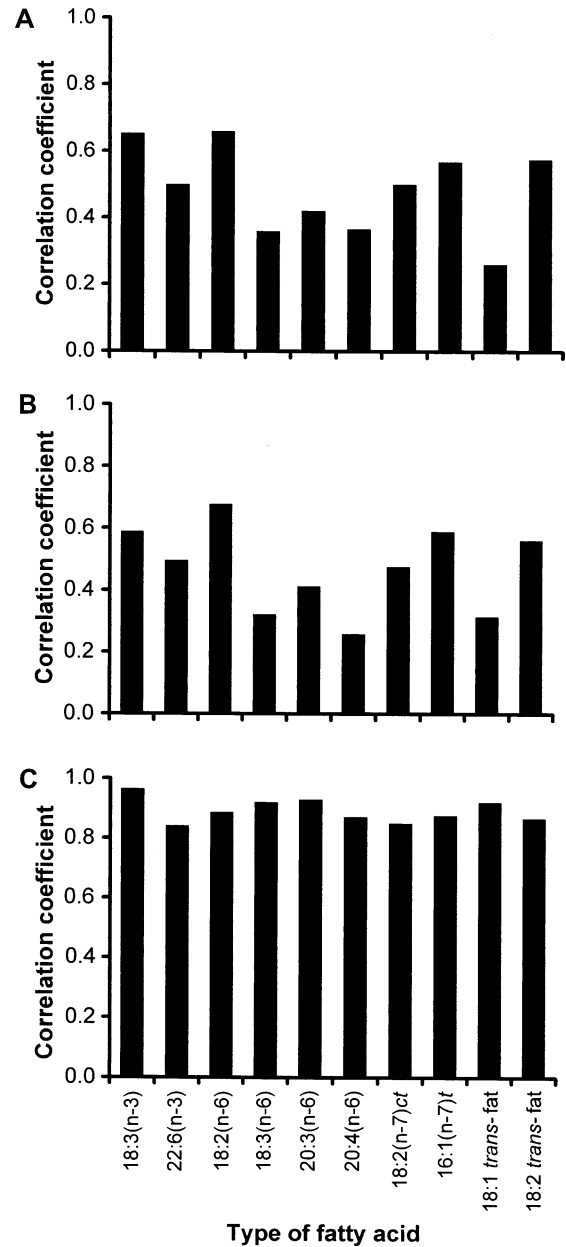 A
Correlation coefficient
1.0
0.8
0.6
0.4
0.2
0.0
B
Correlation coefficient
1.0
0.8
0.6
0.4
0.2
0.0
C
Correlation coefficient
1.0
0.8
0.6
0.4
0.2
0.0
18:3(n-3)
22:6(n-3)
18:2(n-6)
18:3(n-6)
20:3(n-6)
20:4(n-6)
18:2(n-7)ct
16:1(n-7)t
18:1 trans- fat
18:2 trans- fat
Type of fatty acid